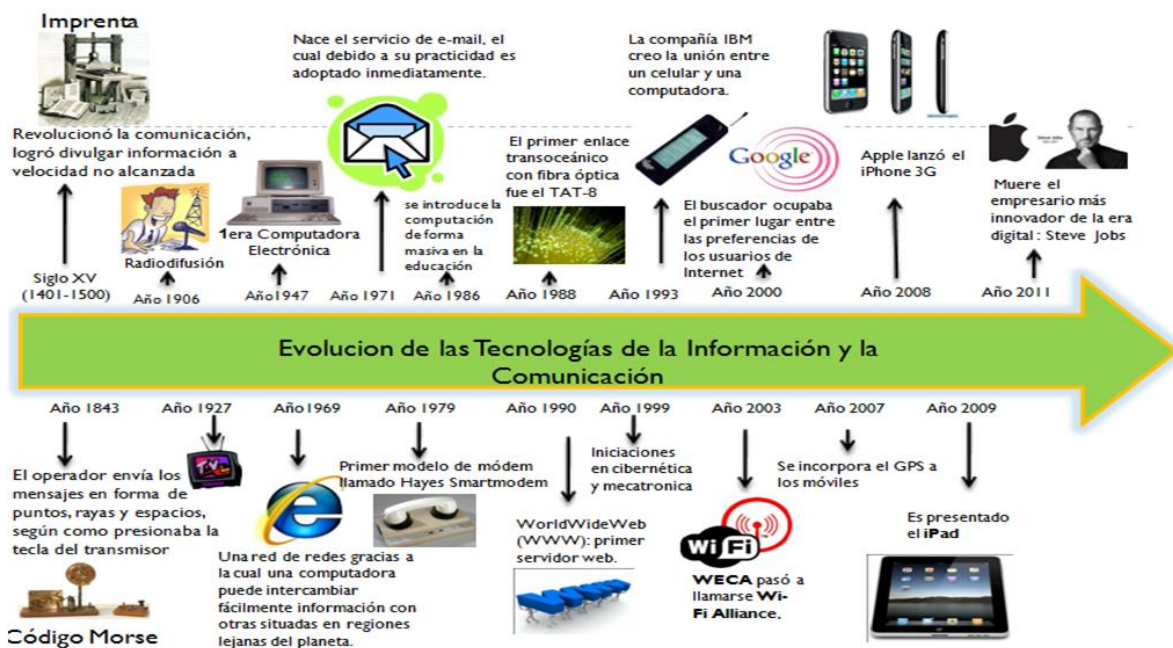 Imprenta
Revolucionó la comunicación,
logró divulgar información a
velocidad no alcanzada
Siglo XV
(1401-1500)
Radiodifusión
Año 1906
1era Computadora
Electrónica
Año1947
Nace el servicio de e-mail, el
cual debido a su practicidad es
adoptado inmediatamente.
Año 1971
se introduce la
computación de
forma
masiva en la
educación
Año 1986
El primer enlace
transoceánico
con fibra óptica
fue el TAT-8
Año 1988
La compañía IBM
creo la unión entre
un celular y una
computadora.
Año 1993
Google
El buscador ocupaba
el primer lugar entre
las preferencias de
los usuarios de
Internet
Año 2000
Apple lanzó el
iPhone 3G
Año 2008
Steve Jobs
Muere el
empresario más
innovador de la era
digital : Steve Jobs
Año 2011
Evolucion de las Tecnologías de la Información y la
Comunicación
Año 1843
El operador envía los
mensajes en forma de
puntos, rayas y espacios,
según como presionaba la
tecla del transmisor
Código Morse
Año 1927
Año1969
Una red de redes gracias a
la cual una computadora
puede intercambiar
fácilmente información con
otras situadas en regiones
lejanas del planeta.
Año 1979
Primer modelo de módem
llamado Hayes Smartmodem
Año 1990
WorldWideWeb
(WWW): primer
servidor web.
Año 1999
Iniciaciones
en cibernética
y mecatronica
Año 2003
Wi Fi
WECA pasó a
llamarse Wi-
Fi Alliance.
Año 2007
Se incorpora el GPS a
los móviles
Año 2009
Es presentado
el iPad